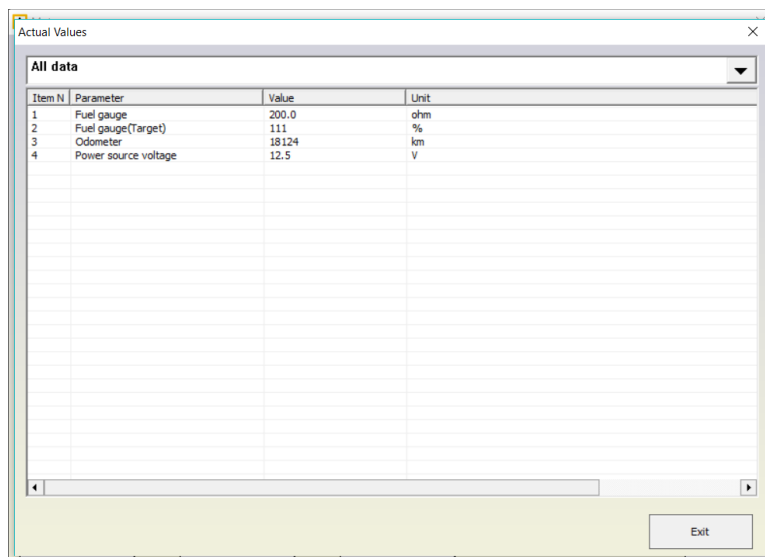 Actual Values
All data
Item N Parameter Value Unit
1 Fuel gauge 200.0 ohm
2 Fuel gauge(Target) 111 %
3 Odometer 18124 km
4 Power source voltage 12.5 V
Exit